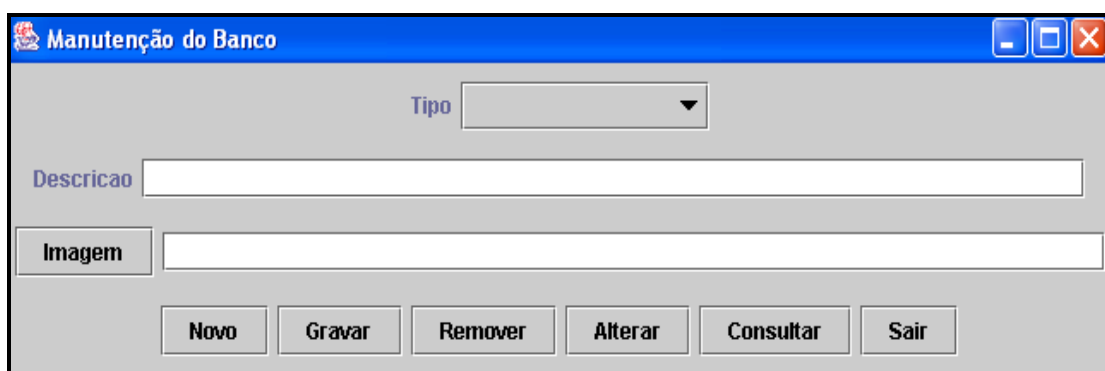 Manutenção do Banco
Tipo
Descricao
Imagem
Novo Gravar Remover Alterar Consultar Sair